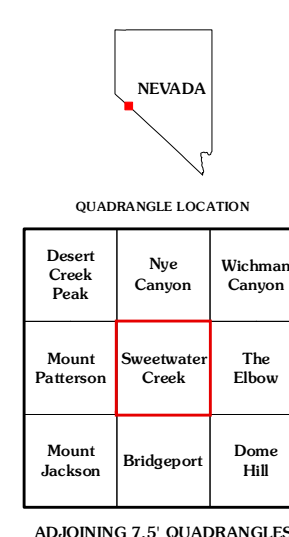 NEVADA
QUADRANGLE LOCATION
Desert
Creek
Peak
Nye
Canyon
Wichman
Canyon
Mount
Patterson
Sweetwater
Creek
The
Elbow
Mount
Jackson
Bridgeport
Dome
Hill
ADJOINING 7.5' QUADRANGLES